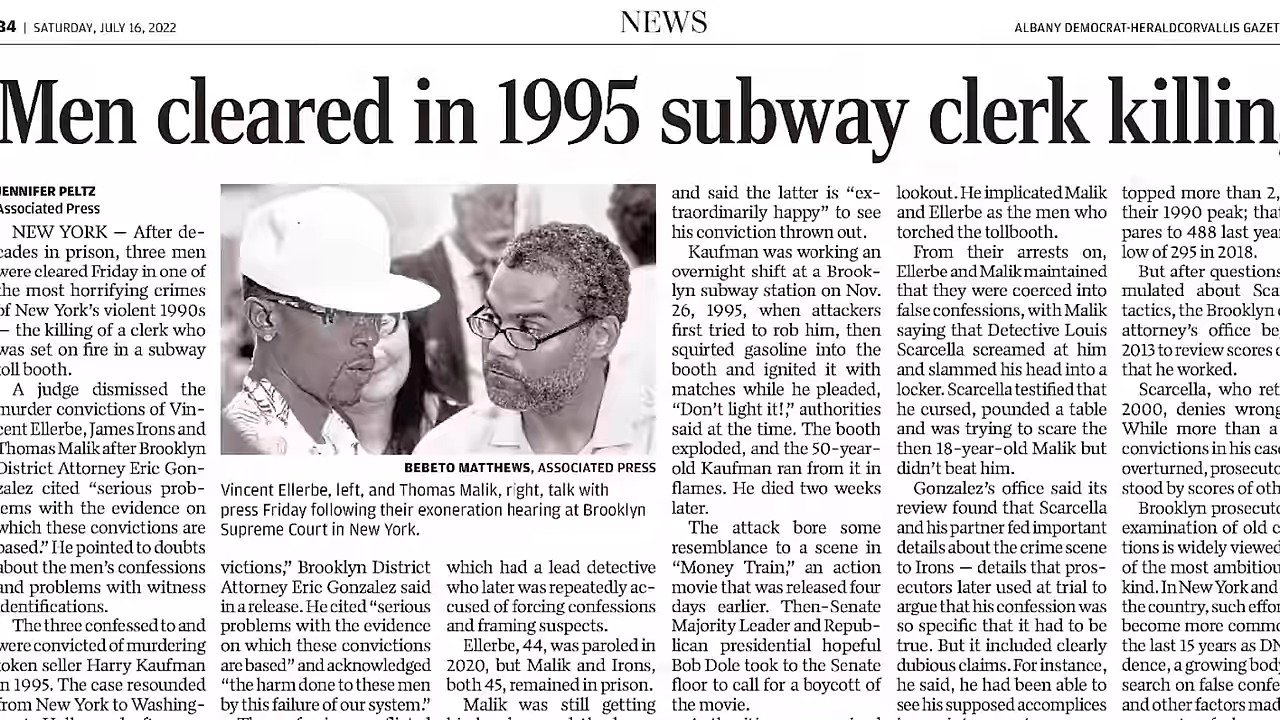 B4 | SATURDAY, JULY 16, 2022
NEWS
ALBANY DEMOCRAT-HERALDCORVALLIS
Men cleared in 1995 subway clerk
JENNIFER PELTZ
Associated Press
NEW YORK — After de-
cades in prison, three men
were cleared Friday in one of
the most horrifying crimes
of New York's violent 1990s
— the killing of a clerk who
was set on fire in a subway
toll booth.
A judge dismissed the
murder convictions of Vin-
cent Ellerbe, James Irons and
Thomas Malik after Brooklyn
District Attorney Eric Gon-
zalez cited “serious prob-
lems with the evidence on
which these convictions are
based.” He pointed to doubts
about the men's confessions
and problems with witness
identifications.
The three confessed to and
were convicted of murdering
token seller Harry Kaufman
in 1995. The case resounded
from New York to Washing-
BEBETO MATTHEWS, ASSOCIATED PRESS
Vincent Ellerbe, left, and Thomas Malik, right, talk with
press Friday following their exoneration hearing at Brooklyn
Supreme Court in New York.
victions,” Brooklyn District
Attorney Eric Gonzalez said
in a release. He cited “serious
problems with the evidence
on which these convictions
are based” and acknowledged
“the harm done to these men
by this failure of our system.”
which had a lead detective
who later was repeatedly ac-
cused of forcing confessions
and framing suspects.
Ellerbe, 44, was paroled in
2020, but Malik and Irons,
both 45, remained in prison.
Malik was still getting
and said the latter is “ex-
traordinarily happy” to see
his conviction thrown out.
Kaufman was working an
overnight shift at a Brook-
lyn subway station on Nov.
26, 1995, when attackers
first tried to rob him, then
squirted gasoline into the
booth and ignited it with
matches while he pleaded,
“Don't light it!,” authorities
said at the time. The booth
exploded, and the 50-year-
old Kaufman ran from it in
flames. He died two weeks
later.
The attack bore some
resemblance to a scene in
“Money Train,” an action
movie that was released four
days earlier. Then-Senate
Majority Leader and Repub-
lican presidential hopeful
Bob Dole took to the Senate
floor to call for a boycott of
the movie.
lookout. He implicated Malik
and Ellerbe as the men who
torched the tollbooth.
From their arrests on,
Ellerbe and Malik maintained
that they were coerced into
false confessions, with Malik
saying that Detective Louis
Scarcella screamed at him
and slammed his head into a
locker. Scarcella testified that
he cursed, pounded a table
and was trying to scare the
then 18-year-old Malik but
didn't beat him.
Gonzalez's office said its
review found that Scarcella
and his partner fed important
details about the crime scene
to Irons — details that pros-
ecutors later used at trial to
argue that his confession was
so specific that it had to be
true. But it included clearly
dubious claims. For instance,
he said, he had been able to
see his supposed accomplices
topped more than
their 1990 peak;
pares to 488 last
low of 295 in 2018.
But after
mulated about
tactics, the Brooklyn
attorney's office
2013 to review scores
that he worked.
Scarcella, who
2000, denies
While more than a
convictions in his
overturned,
stood by scores of
Brooklyn
examination of old
tions is widely viewed
of the most
kind. In New York and
the country, such
become more
the last 15 years as
dence, a growing
search on false
and other factors made